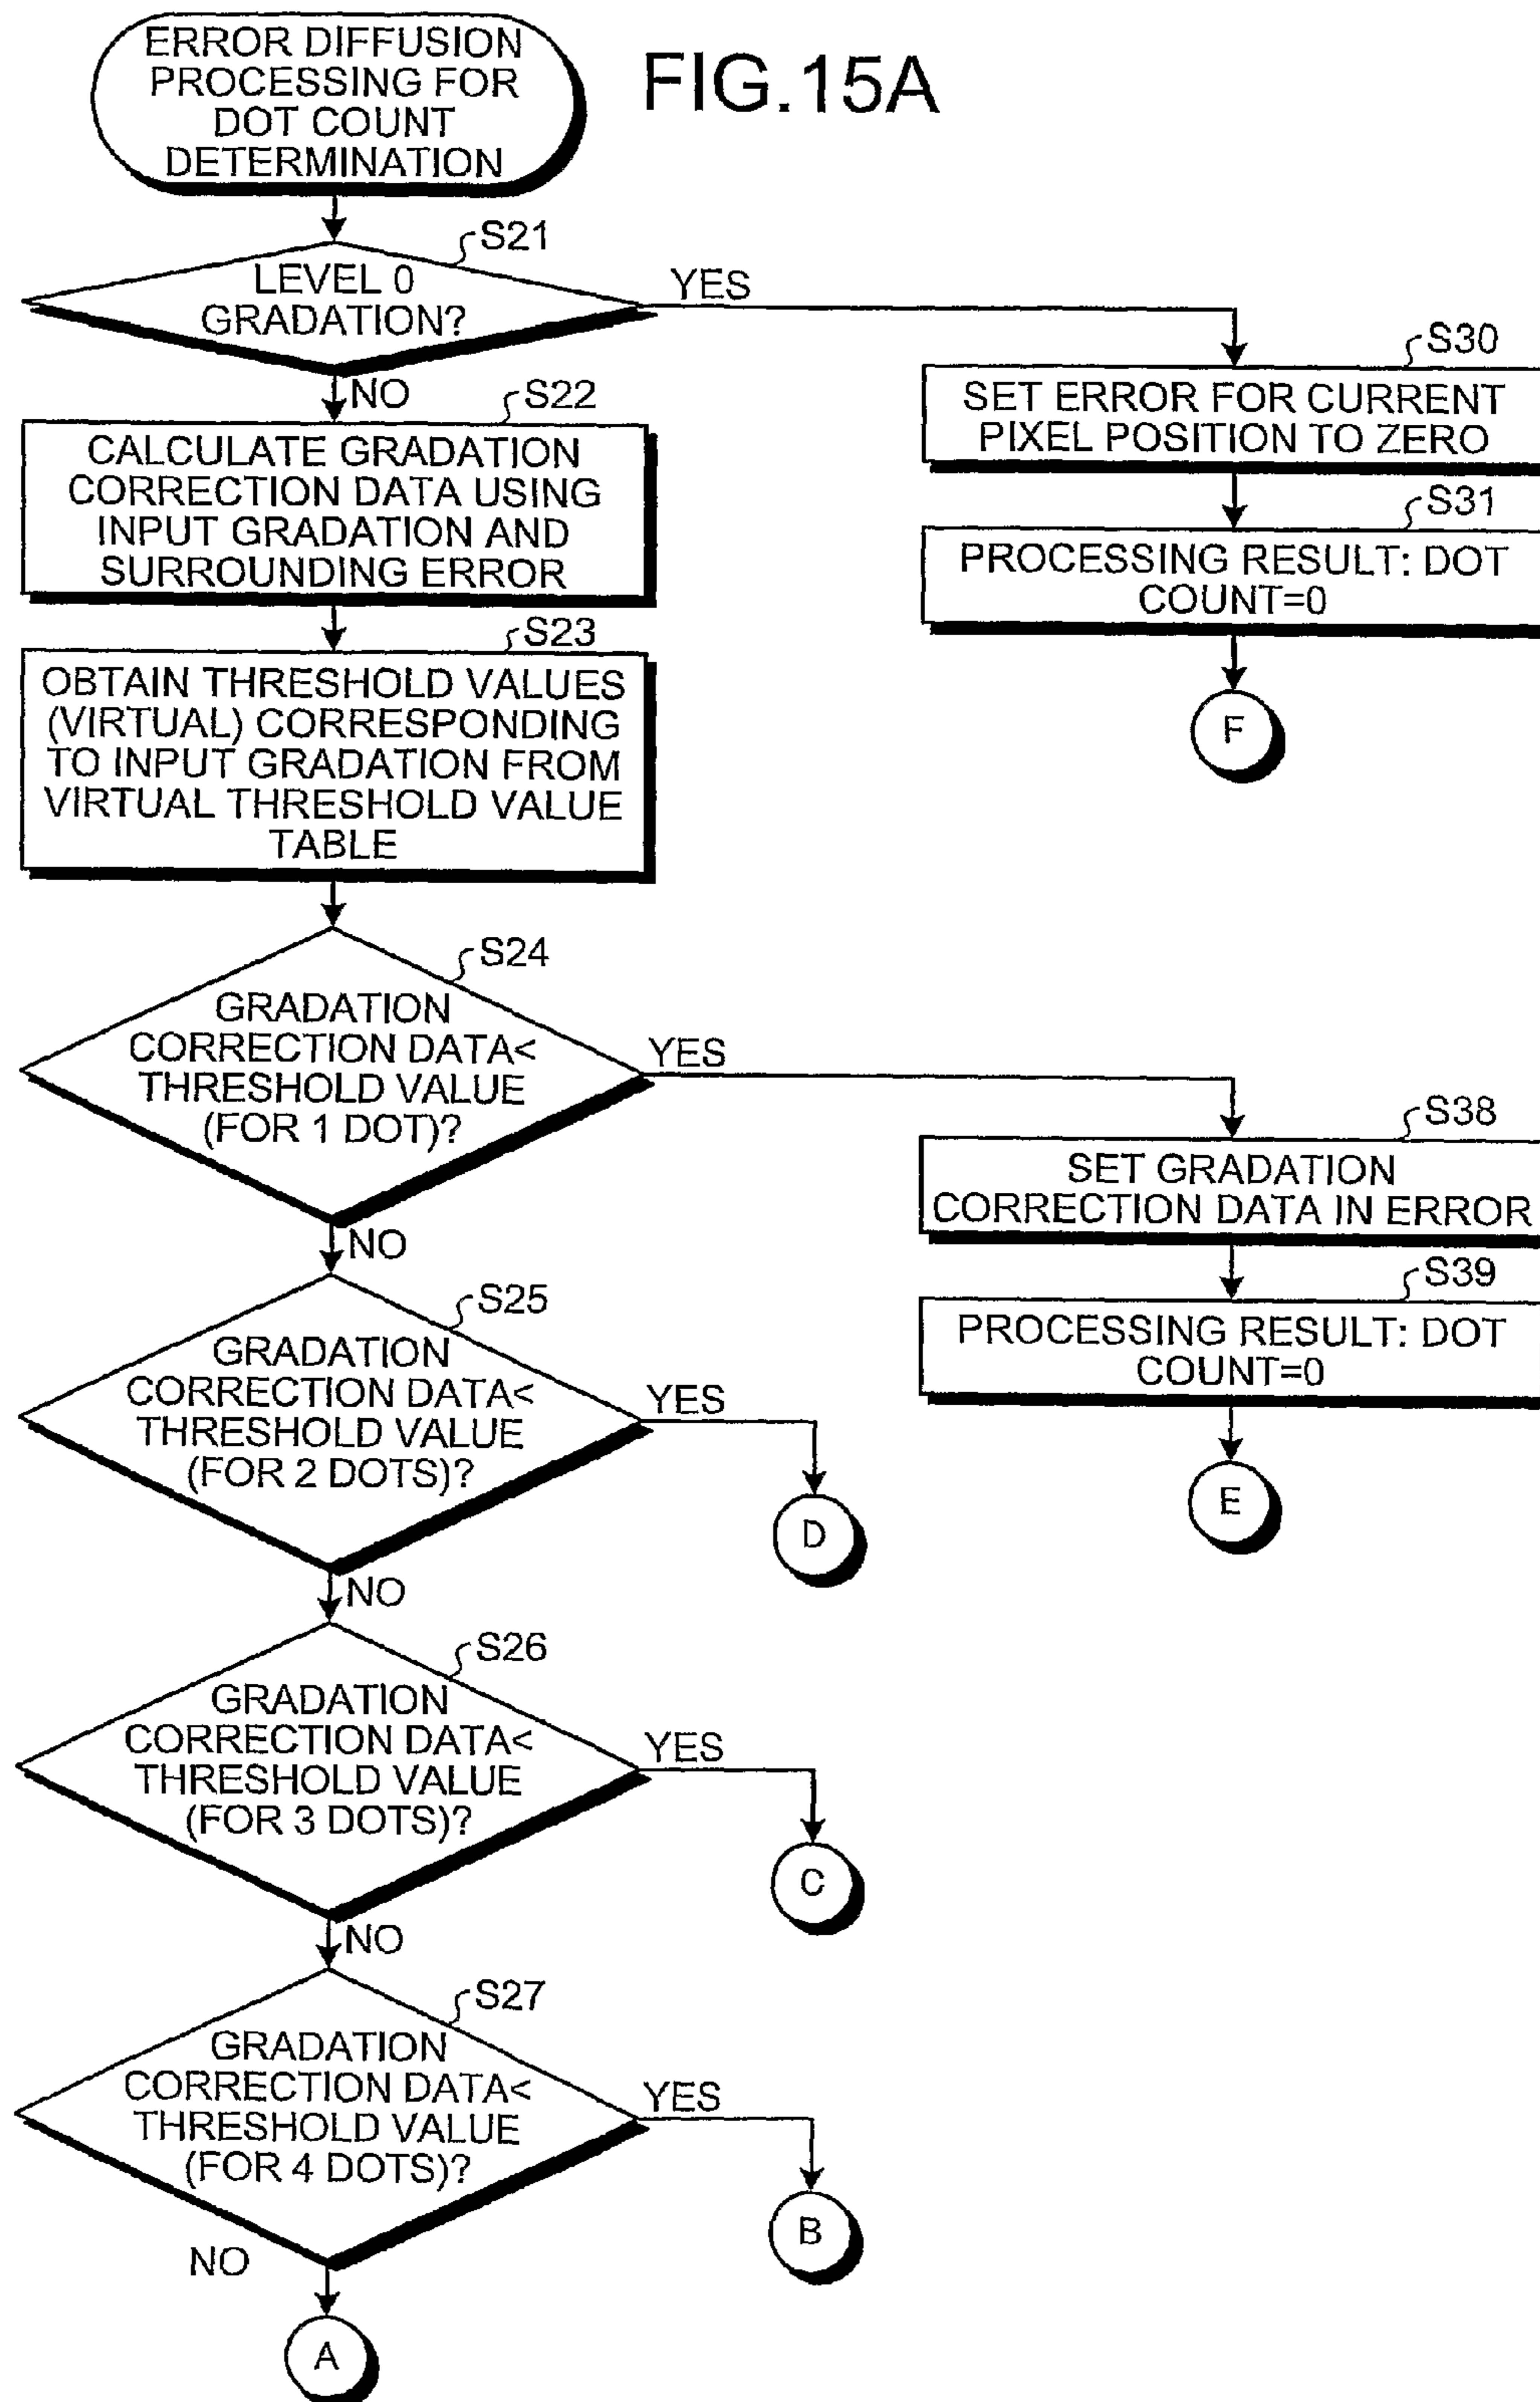 ERROR DIFFUSION
PROCESSING FOR
DOT COUNT
DETERMINATION
FIG.15A
S21
LEVEL 0
GRADATION?
YES
NO
S30
SET ERROR FOR CURRENT
PIXEL POSITION TO ZERO
S31
PROCESSING RESULT: DOT
COUNT=0
F
S22
CALCULATE GRADATION
CORRECTION DATA USING
INPUT GRADATION AND
SURROUNDING ERROR
S23
OBTAIN THRESHOLD VALUES
(VIRTUAL) CORRESPONDING
TO INPUT GRADATION FROM
VIRTUAL THRESHOLD VALUE
TABLE
S24
GRADATION
CORRECTION DATA<
THRESHOLD VALUE
(FOR 1 DOT)?
YES
NO
S38
SET GRADATION
CORRECTION DATA IN ERROR
S39
PROCESSING RESULT: DOT
COUNT=0
E
S25
GRADATION
CORRECTION DATA<
THRESHOLD VALUE
(FOR 2 DOTS)?
YES
D
NO
S26
GRADATION
CORRECTION DATA<
THRESHOLD VALUE
(FOR 3 DOTS)?
YES
C
NO
S27
GRADATION
CORRECTION DATA<
THRESHOLD VALUE
(FOR 4 DOTS)?
YES
B
NO
A